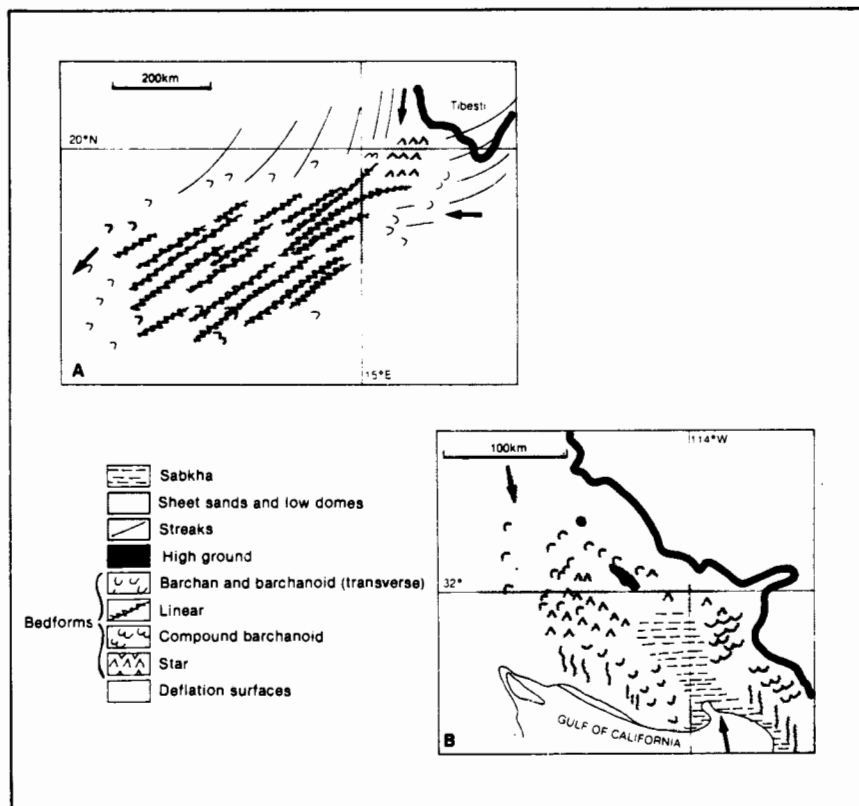 200km
Tibesti
20°N
A
15°E
100km
114°W
32°
GULF OF CALIFORNIA
B
Sabkha
Sheet sands and low domes
Streaks
High ground
Barchan and barchanoid (transverse)
Linear
Bedforms
Compound barchanoid
Star
Deflation surfaces